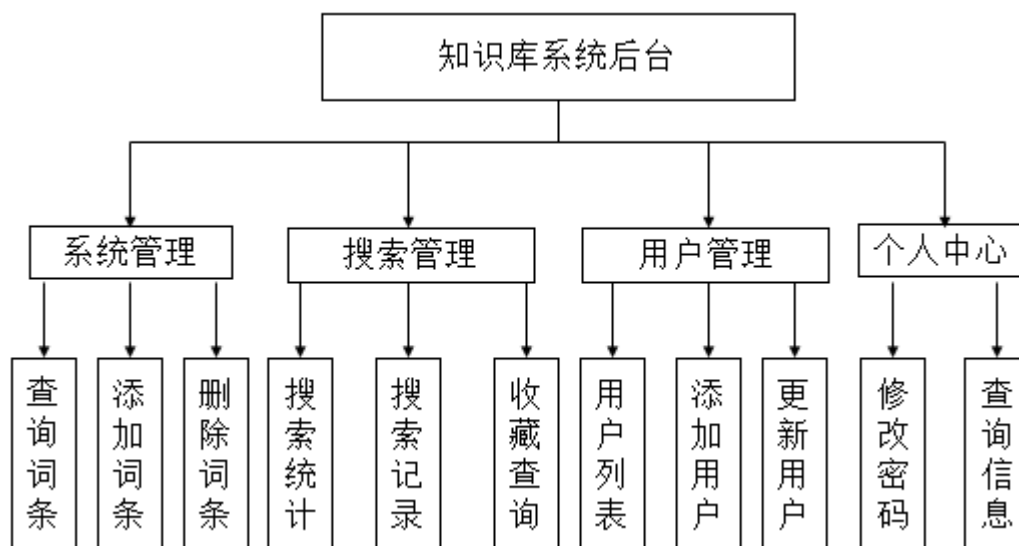 知识库系统后台
系统管理
搜索管理
用户管理
个人中心
查询词条
添加词条
删除词条
搜索统计
搜索记录
收藏查询
用户列表
添加用户
更新用户
修改密码
查询信息